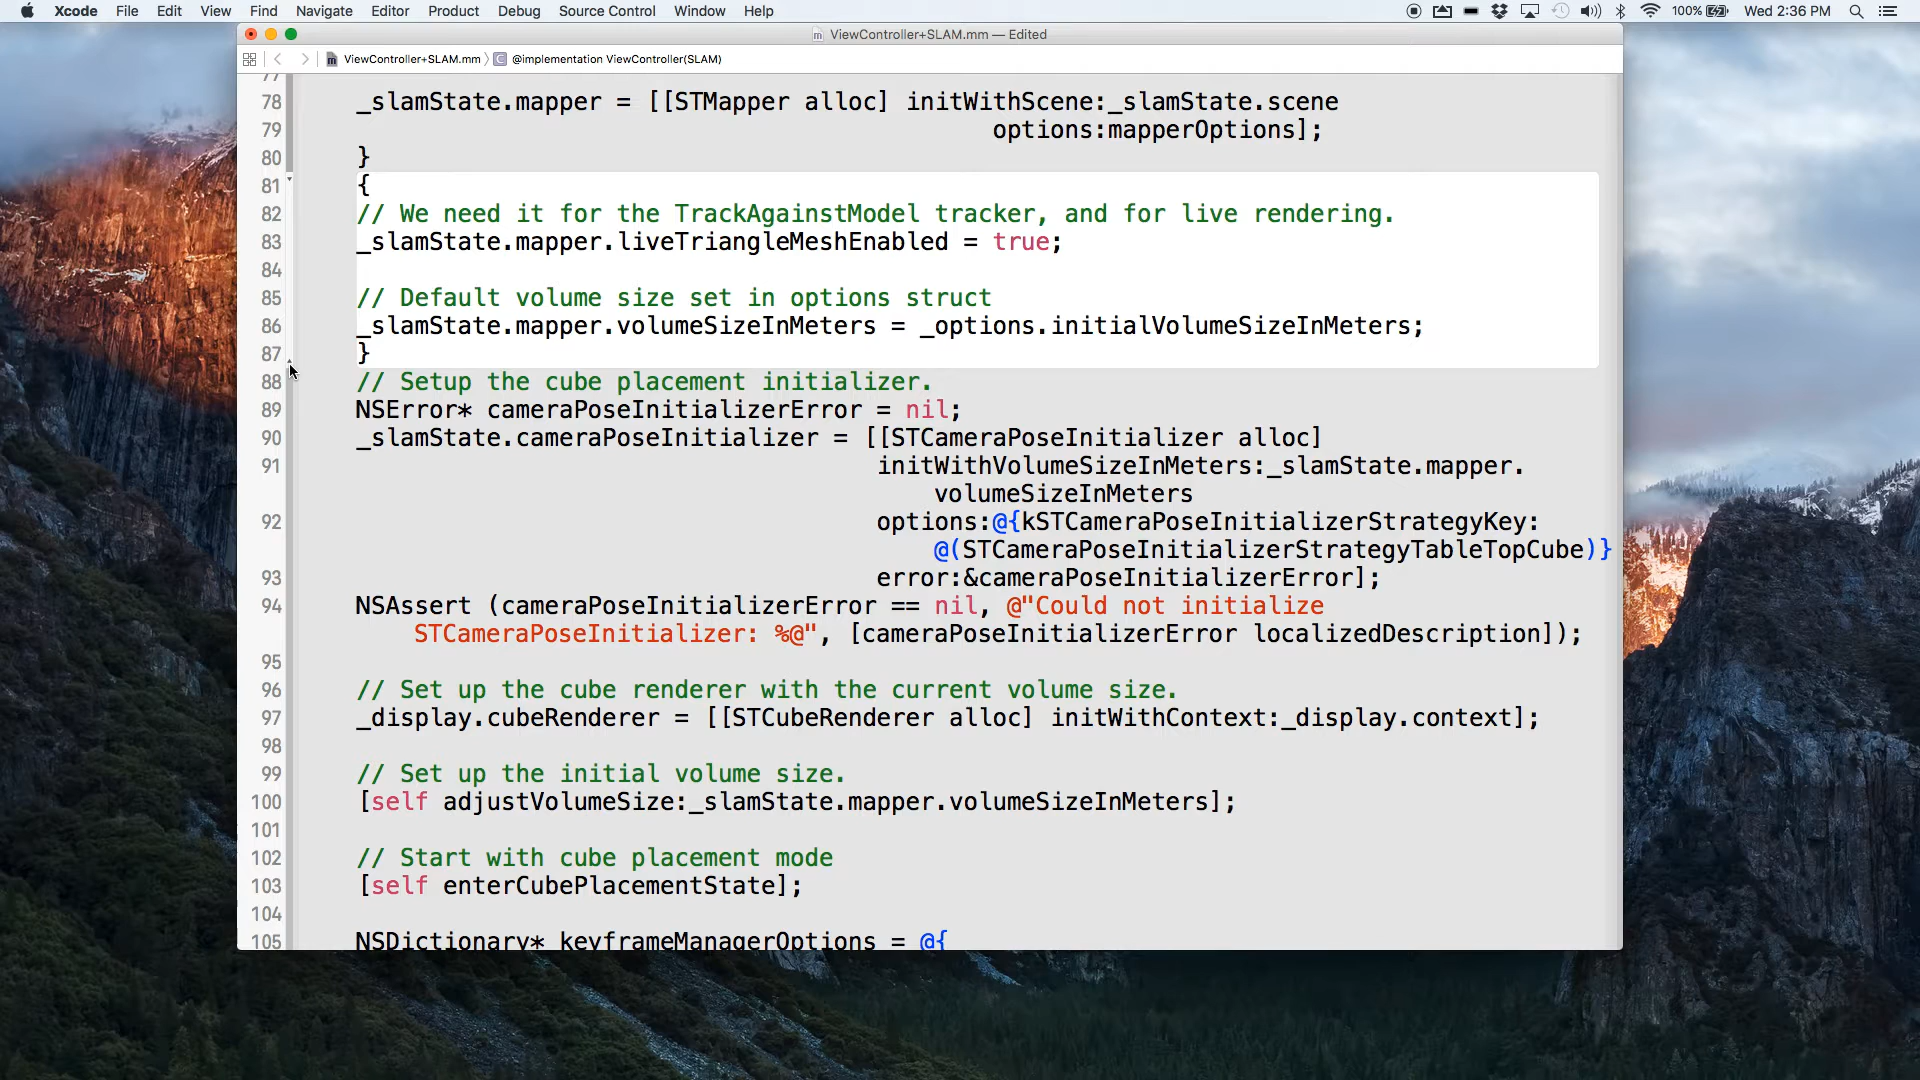 Xcode File Edit View Find Navigate Editor Product Debug Source Control Window Help 100% Wed 2:36 PM
ViewController+SLAM.mm — Edited
ViewController+SLAM.mm @implementation ViewController(SLAM)
77
78 _slamState.mapper = [[STMapper alloc] initWithScene:_slamState.scene
79 options:mapperOptions];
80 }
81 {
82 // We need it for the TrackAgainstModel tracker, and for live rendering.
83 _slamState.mapper.liveTriangleMeshEnabled = true;
84
85 // Default volume size set in options struct
86 _slamState.mapper.volumeSizeInMeters = _options.initialVolumeSizeInMeters;
87 }
88 // Setup the cube placement initializer.
89 NSError* cameraPoseInitializerError = nil;
90 _slamState.cameraPoseInitializer = [[STCameraPoseInitializer alloc]
91 initWithVolumeSizeInMeters:_slamState.mapper.
volumeSizeInMeters
92 options:@{kSTCameraPoseInitializerStrategyKey:
@(STCameraPoseInitializerStrategyTableTopCube)}
93 error:&cameraPoseInitializerError];
94 NSAssert (cameraPoseInitializerError == nil, @"Could not initialize
STCameraPoseInitializer: %@", [cameraPoseInitializerError localizedDescription]);
95
96 // Set up the cube renderer with the current volume size.
97 _display.cubeRenderer = [[STCubeRenderer alloc] initWithContext:_display.context];
98
99 // Set up the initial volume size.
100 [self adjustVolumeSize:_slamState.mapper.volumeSizeInMeters];
101
102 // Start with cube placement mode
103 [self enterCubePlacementState];
104
105 NSDictionary* keyframeManagerOptions = @{